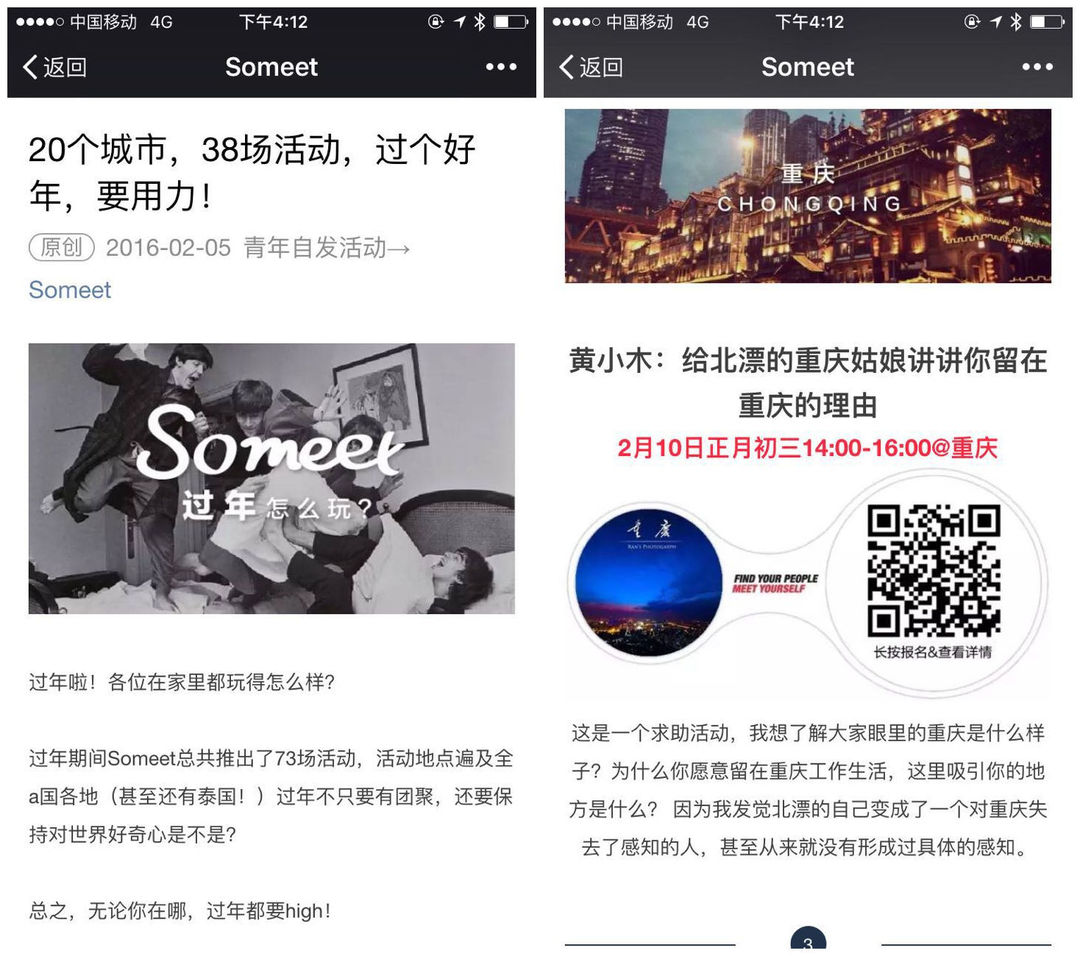 中国移动 4G 下午4:12
返回 Someet
20个城市，38场活动，过个好
年，要用力！
原创 2016-02-05 青年自发活动→
Someet
Someet
过年怎么玩？
过年啦！各位在家里都玩得怎么样？
过年期间Someet总共推出了73场活动，活动地点遍及全
a国各地（甚至还有泰国！）过年不只要有团聚，还要保
持对世界好奇心是不是？
总之，无论你在哪，过年都要high！
中国移动 4G 下午4:12
返回 Someet
重庆
CHONGQING
黄小木：给北漂的重庆姑娘讲讲你留在
重庆的理由
2月10日正月初三14:00-16:00@重庆
重慶
RAN'S PHOTOGARPH
FIND YOUR PEOPLE
MEET YOURSELF
长按报名&查看详情
这是一个求助活动，我想了解大家眼里的重庆是什么样
子？为什么你愿意留在重庆工作生活，这里吸引你的地
方是什么？ 因为我发觉北漂的自己变成了一个对重庆失
去了感知的人，甚至从来就没有形成过具体的感知。
3